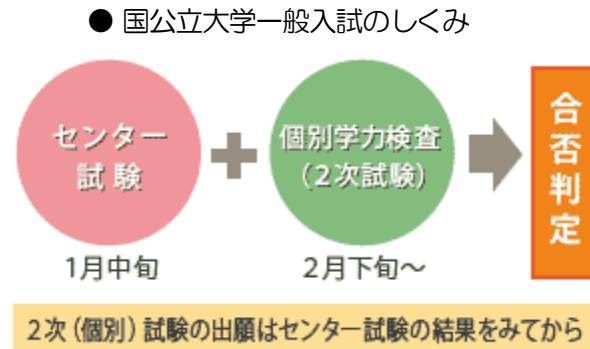 ● 国公立大学一般入試のしくみ
センター
試験
個別学力検査
(2次試験)
合否判定
1月中旬
2月下旬～
2次(個別)試験の出願はセンター試験の結果をみてから